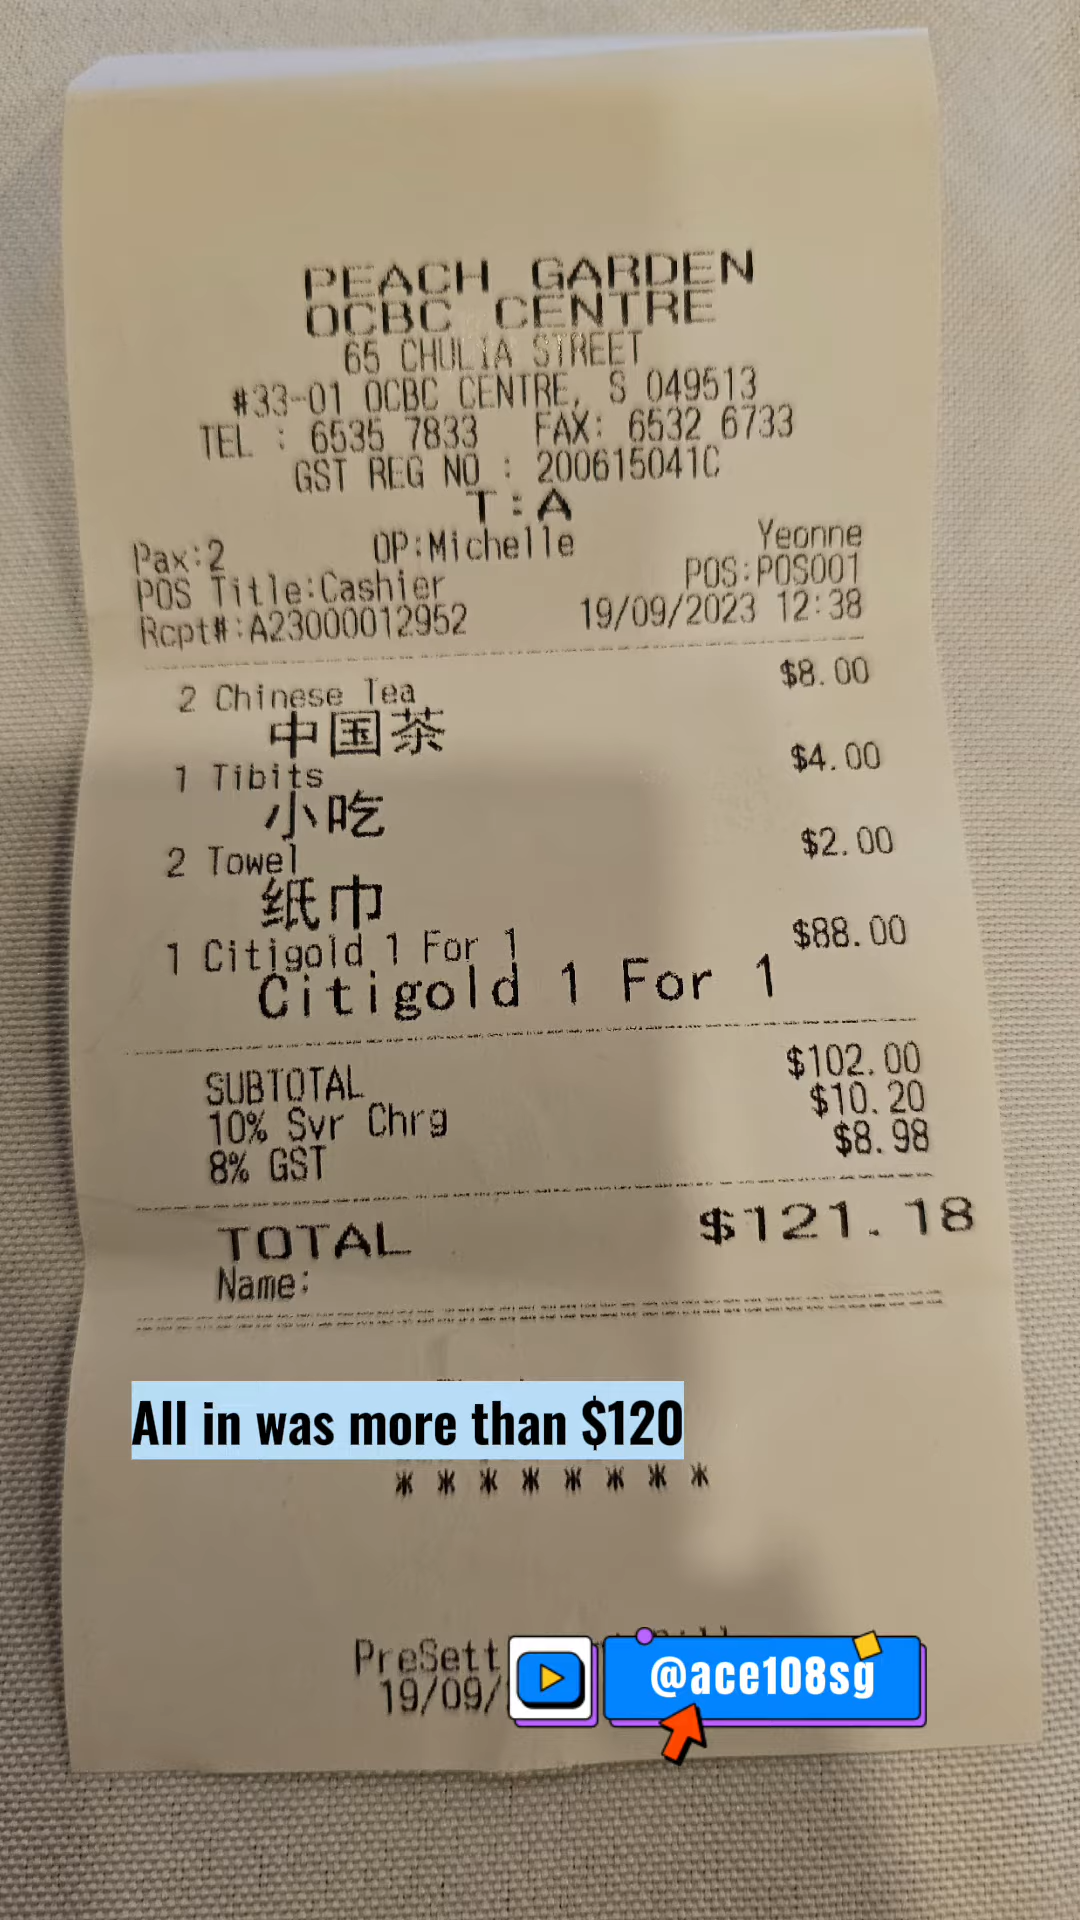 PEACH GARDEN
OCBC CENTRE
65 CHULIA STREET
#33-01 OCBC CENTRE, S 049513
TEL : 6535 7833 FAX: 6532 6733
GST REG NO : 200615041C
T:A
Pax:2 OP:Michelle Yeonne
POS Title:Cashier POS:POS001
Rcpt#:A23000012952 19/09/2023 12:38
2 Chinese Tea $8.00
中国茶
1 Tibits $4.00
小吃
2 Towel $2.00
纸巾
1 Citigold 1 For 1 $88.00
Citigold 1 For 1
SUBTOTAL $102.00
10% Svr Chrg $10.20
8% GST $8.98
TOTAL $121.18
Name:
All in was more than $120
* * * * * * * *
PreSett
19/09/
@ace108sg